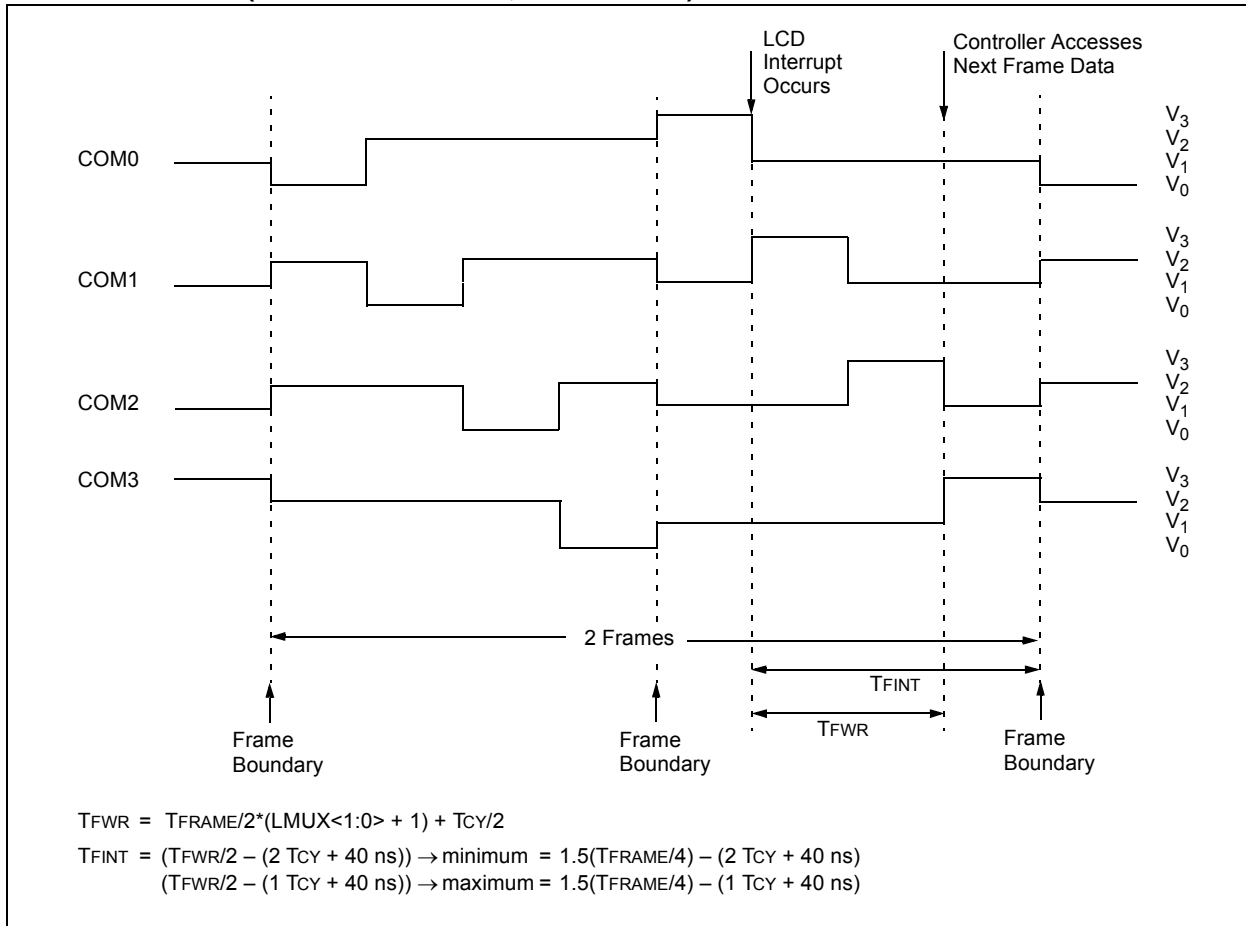 LCD
Interrupt
Occurs
Controller Accesses
Next Frame Data
COM0
V3
V2
V1
V0
COM1
V3
V2
V1
V0
COM2
V3
V2
V1
V0
COM3
V3
V2
V1
V0
2 Frames
TFINT
TFWR
Frame
Boundary
Frame
Boundary
Frame
Boundary
TFWR = TFRAME/2*(LMUX<1:0> + 1) + TCY/2
TFINT = (TFWR/2 – (2 TCY + 40 ns)) → minimum = 1.5(TFRAME/4) – (2 TCY + 40 ns)
(TFWR/2 – (1 TCY + 40 ns)) → maximum = 1.5(TFRAME/4) – (1 TCY + 40 ns)